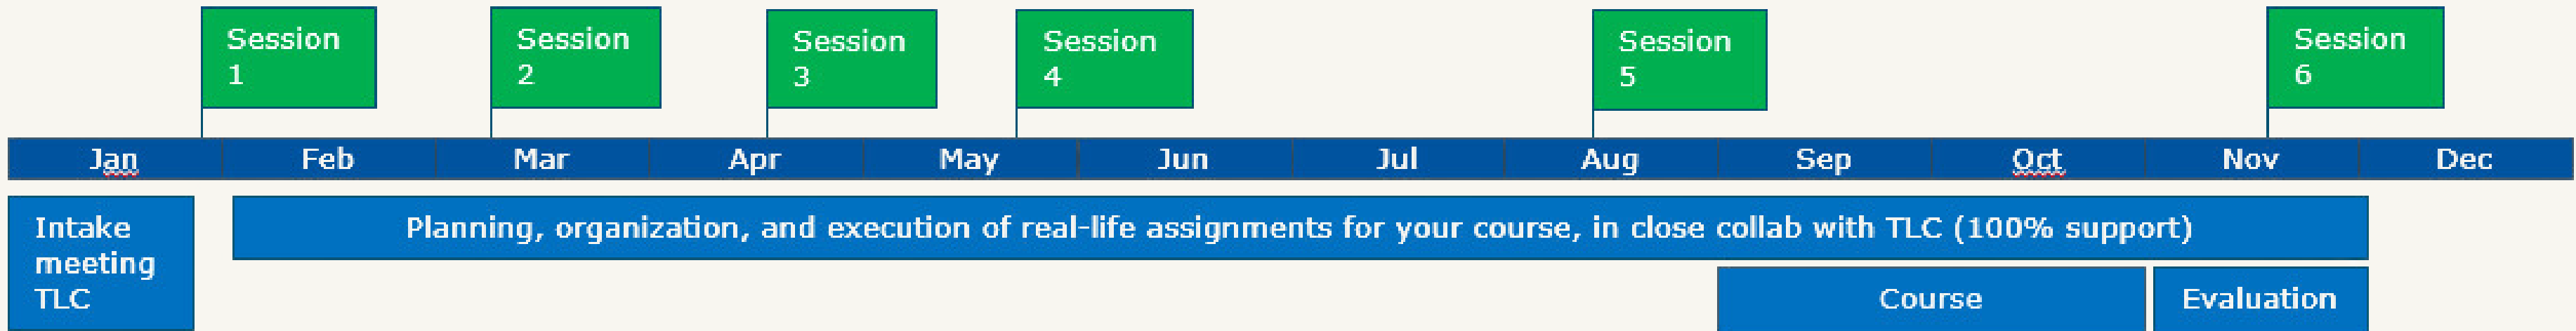 Session
1
Session
2
Session
3
Session
4
Session
5
Session
6
Jan Feb Mar Apr May Jun Jul Aug Sep Oct Nov Dec
Intake
meeting
TLC
Planning, organization, and execution of real-life assignments for your course, in close collab with TLC (100% support)
Course
Evaluation